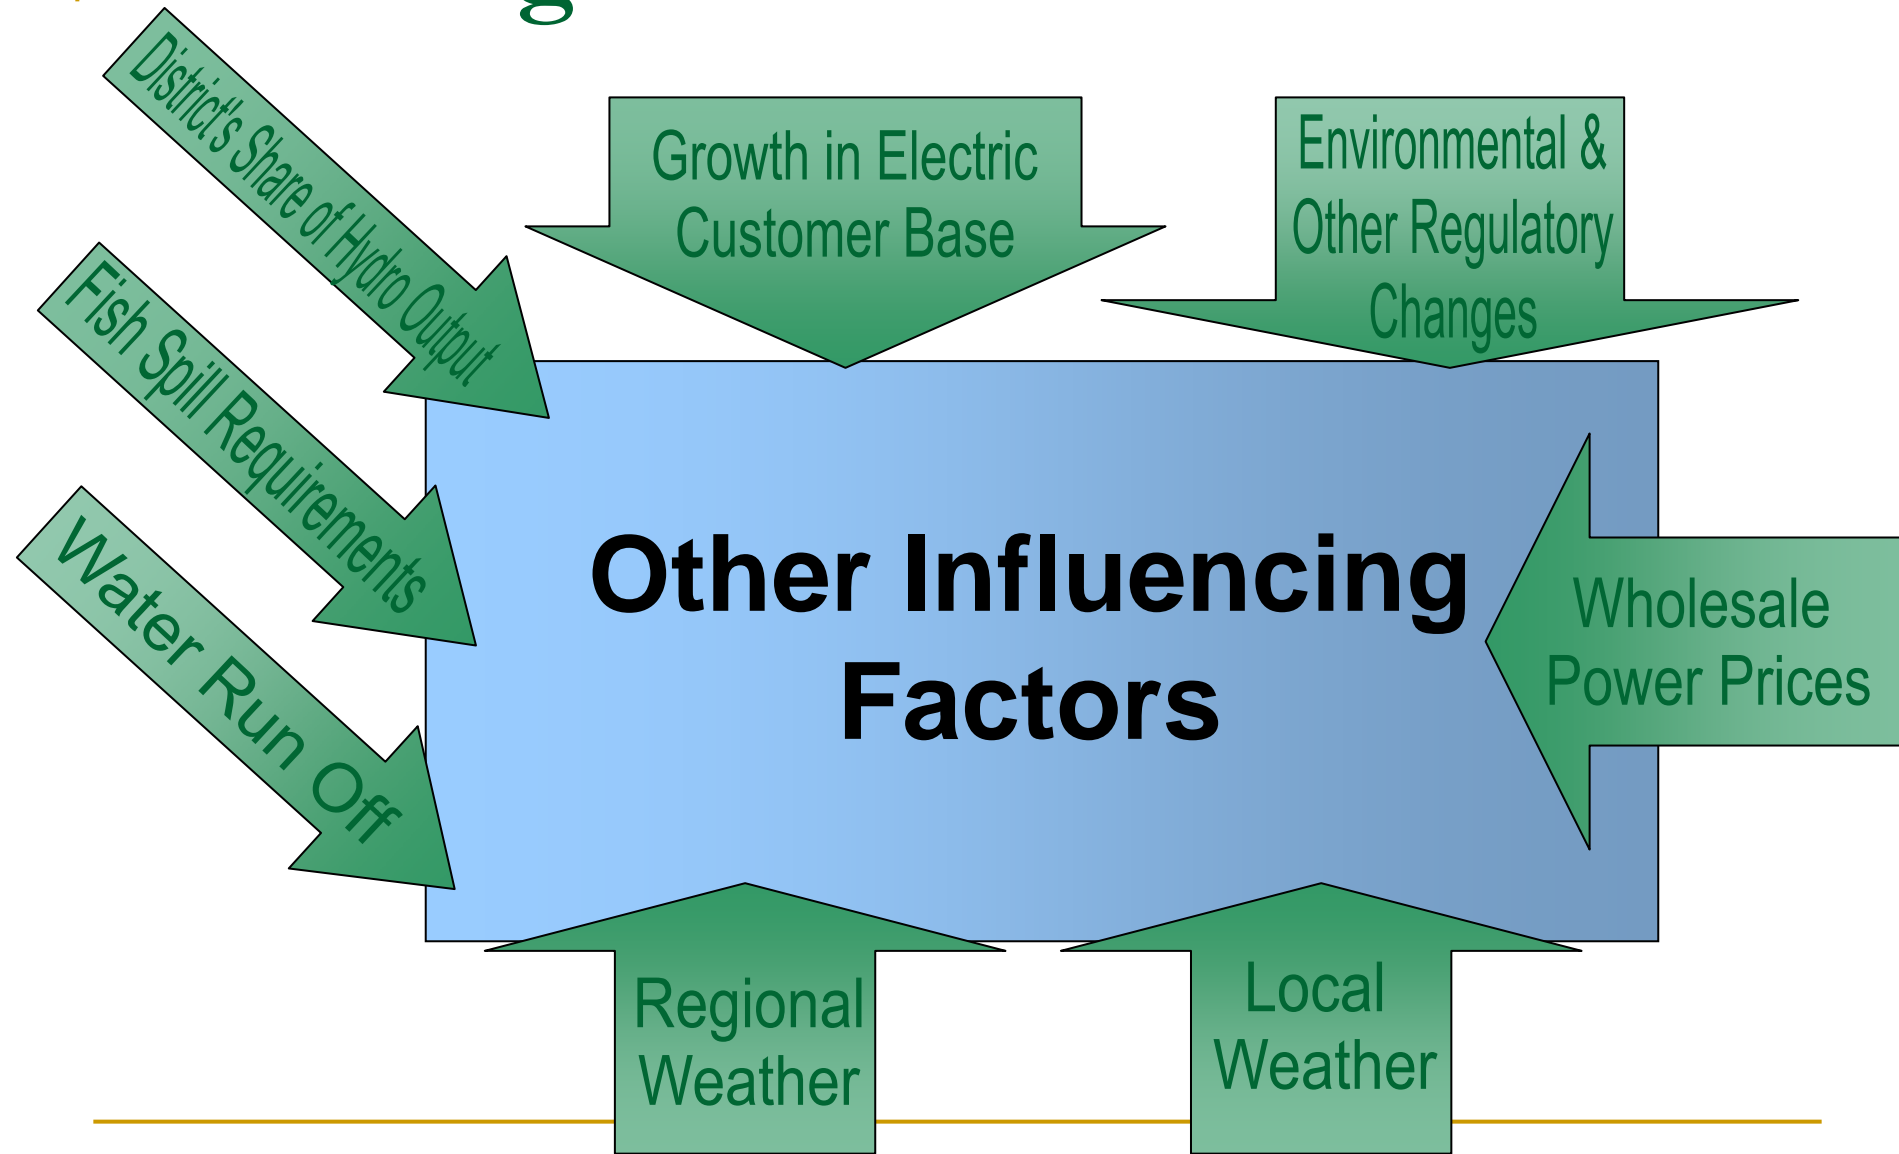 District's Share of Hydro Output
Growth in Electric
Customer Base
Environmental &
Other Regulatory
Changes
Fish Spill Requirements
Water Run Off
Other Influencing
Factors
Wholesale
Power Prices
Regional
Weather
Local
Weather